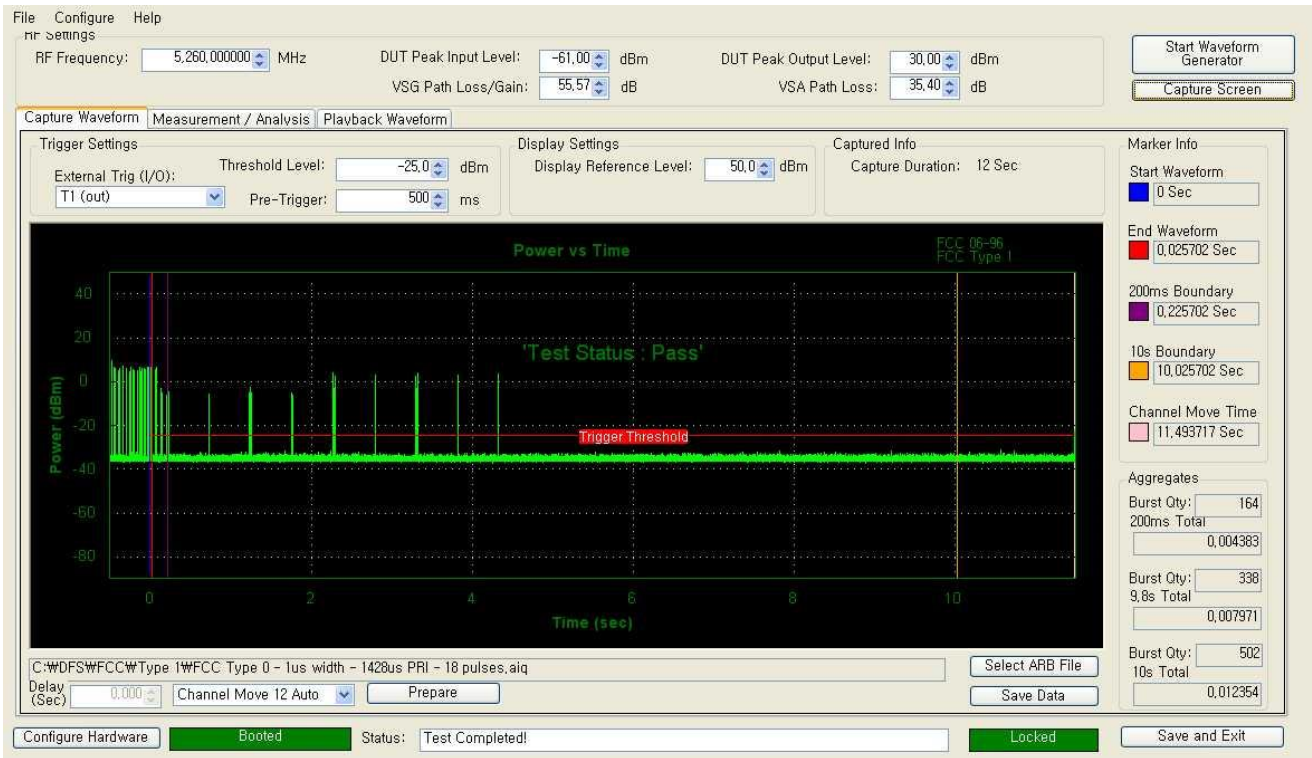 File Configure Help
RF Settings
RF Frequency: 5,260,000000 MHz
DUT Peak Input Level: -61,00 dBm
DUT Peak Output Level: 30,00 dBm
VSG Path Loss/Gain: 55,57 dB
VSA Path Loss: 35,40 dB
Start Waveform Generator
Capture Screen
Capture Waveform Measurement / Analysis Playback Waveform
Trigger Settings
External Trig (I/O):
T1 (out)
Threshold Level: -25,0 dBm
Pre-Trigger: 500 ms
Display Settings
Display Reference Level: 50,0 dBm
Captured Info
Capture Duration: 12 Sec
Power vs Time
FCC 06-96
FCC Type 1
'Test Status : Pass'
Trigger Threshold
Power (dBm)
40
20
0
-20
-40
-60
-80
0 2 4 6 8 10
Time (sec)
Marker Info
Start Waveform
0 Sec
End Waveform
0,025702 Sec
200ms Boundary
0,225702 Sec
10s Boundary
10,025702 Sec
Channel Move Time
11,493717 Sec
Aggregates
Burst Qty: 164
200ms Total
0,004383
Burst Qty: 338
9,8s Total
0,007971
Burst Qty: 502
10s Total
0,012354
C:₩DFS₩FCC₩Type 1₩FCC Type 0 - 1us width - 1428us PRI - 18 pulses,aiq
Select ARB File
Delay (Sec) 0,000
Channel Move 12 Auto
Prepare
Save Data
Configure Hardware
Booted
Status: Test Completed!
Locked
Save and Exit